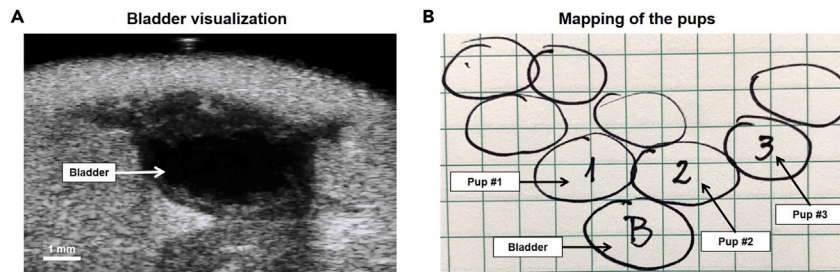 A
Bladder visualization
Bladder
1 mm
B
Mapping of the pups
1
2
3
B
Pup #1
Pup #2
Pup #3
Bladder